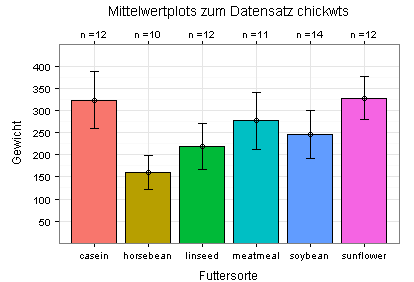 Mittelwertplots zum Datensatz chickwts
n =12 n =10 n =12 n =11 n =14 n =12
Gewicht
400
350
300
250
200
150
100
50
casein horsebean linseed meatmeal soybean sunflower
Futtersorte